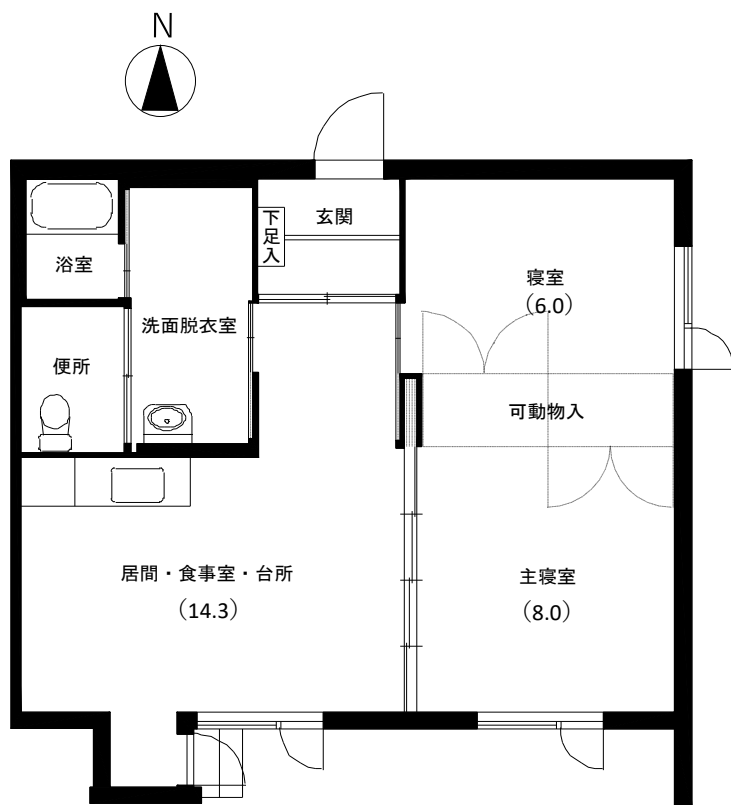 N
下足入
玄関
浴室
寝室
（6.0）
洗面脱衣室
便所
可動物入
居間・食事室・台所
（14.3）
主寝室
（8.0）